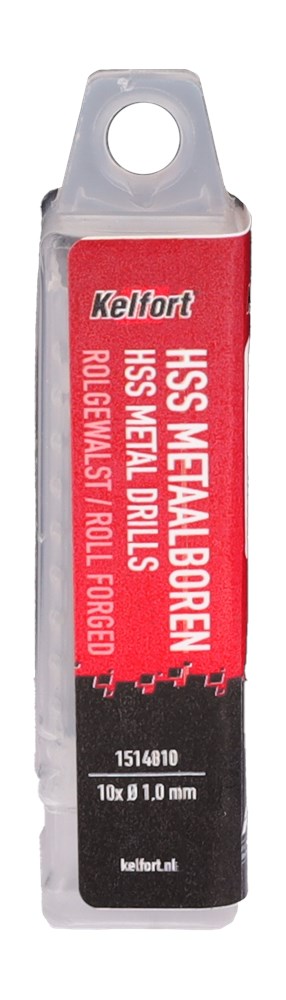 Kelfort
HSS METAALBOREN
HSS METAL DRILLS
ROLGEWALST / ROLL FORGED
1514010
10x Ø 1,0 mm
kelfort.nl